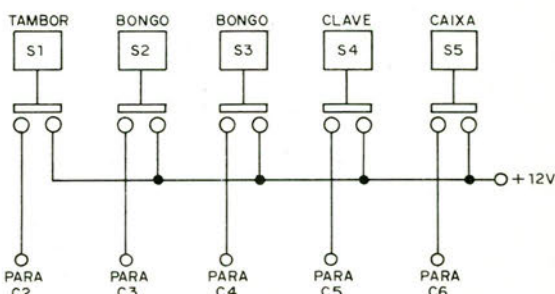 TAMBOR BONGO BONGO CLAVE CAIXA
S1 S2 S3 S4 S5
+12V
PARA PARA PARA PARA PARA
C2 C3 C4 C5 C6